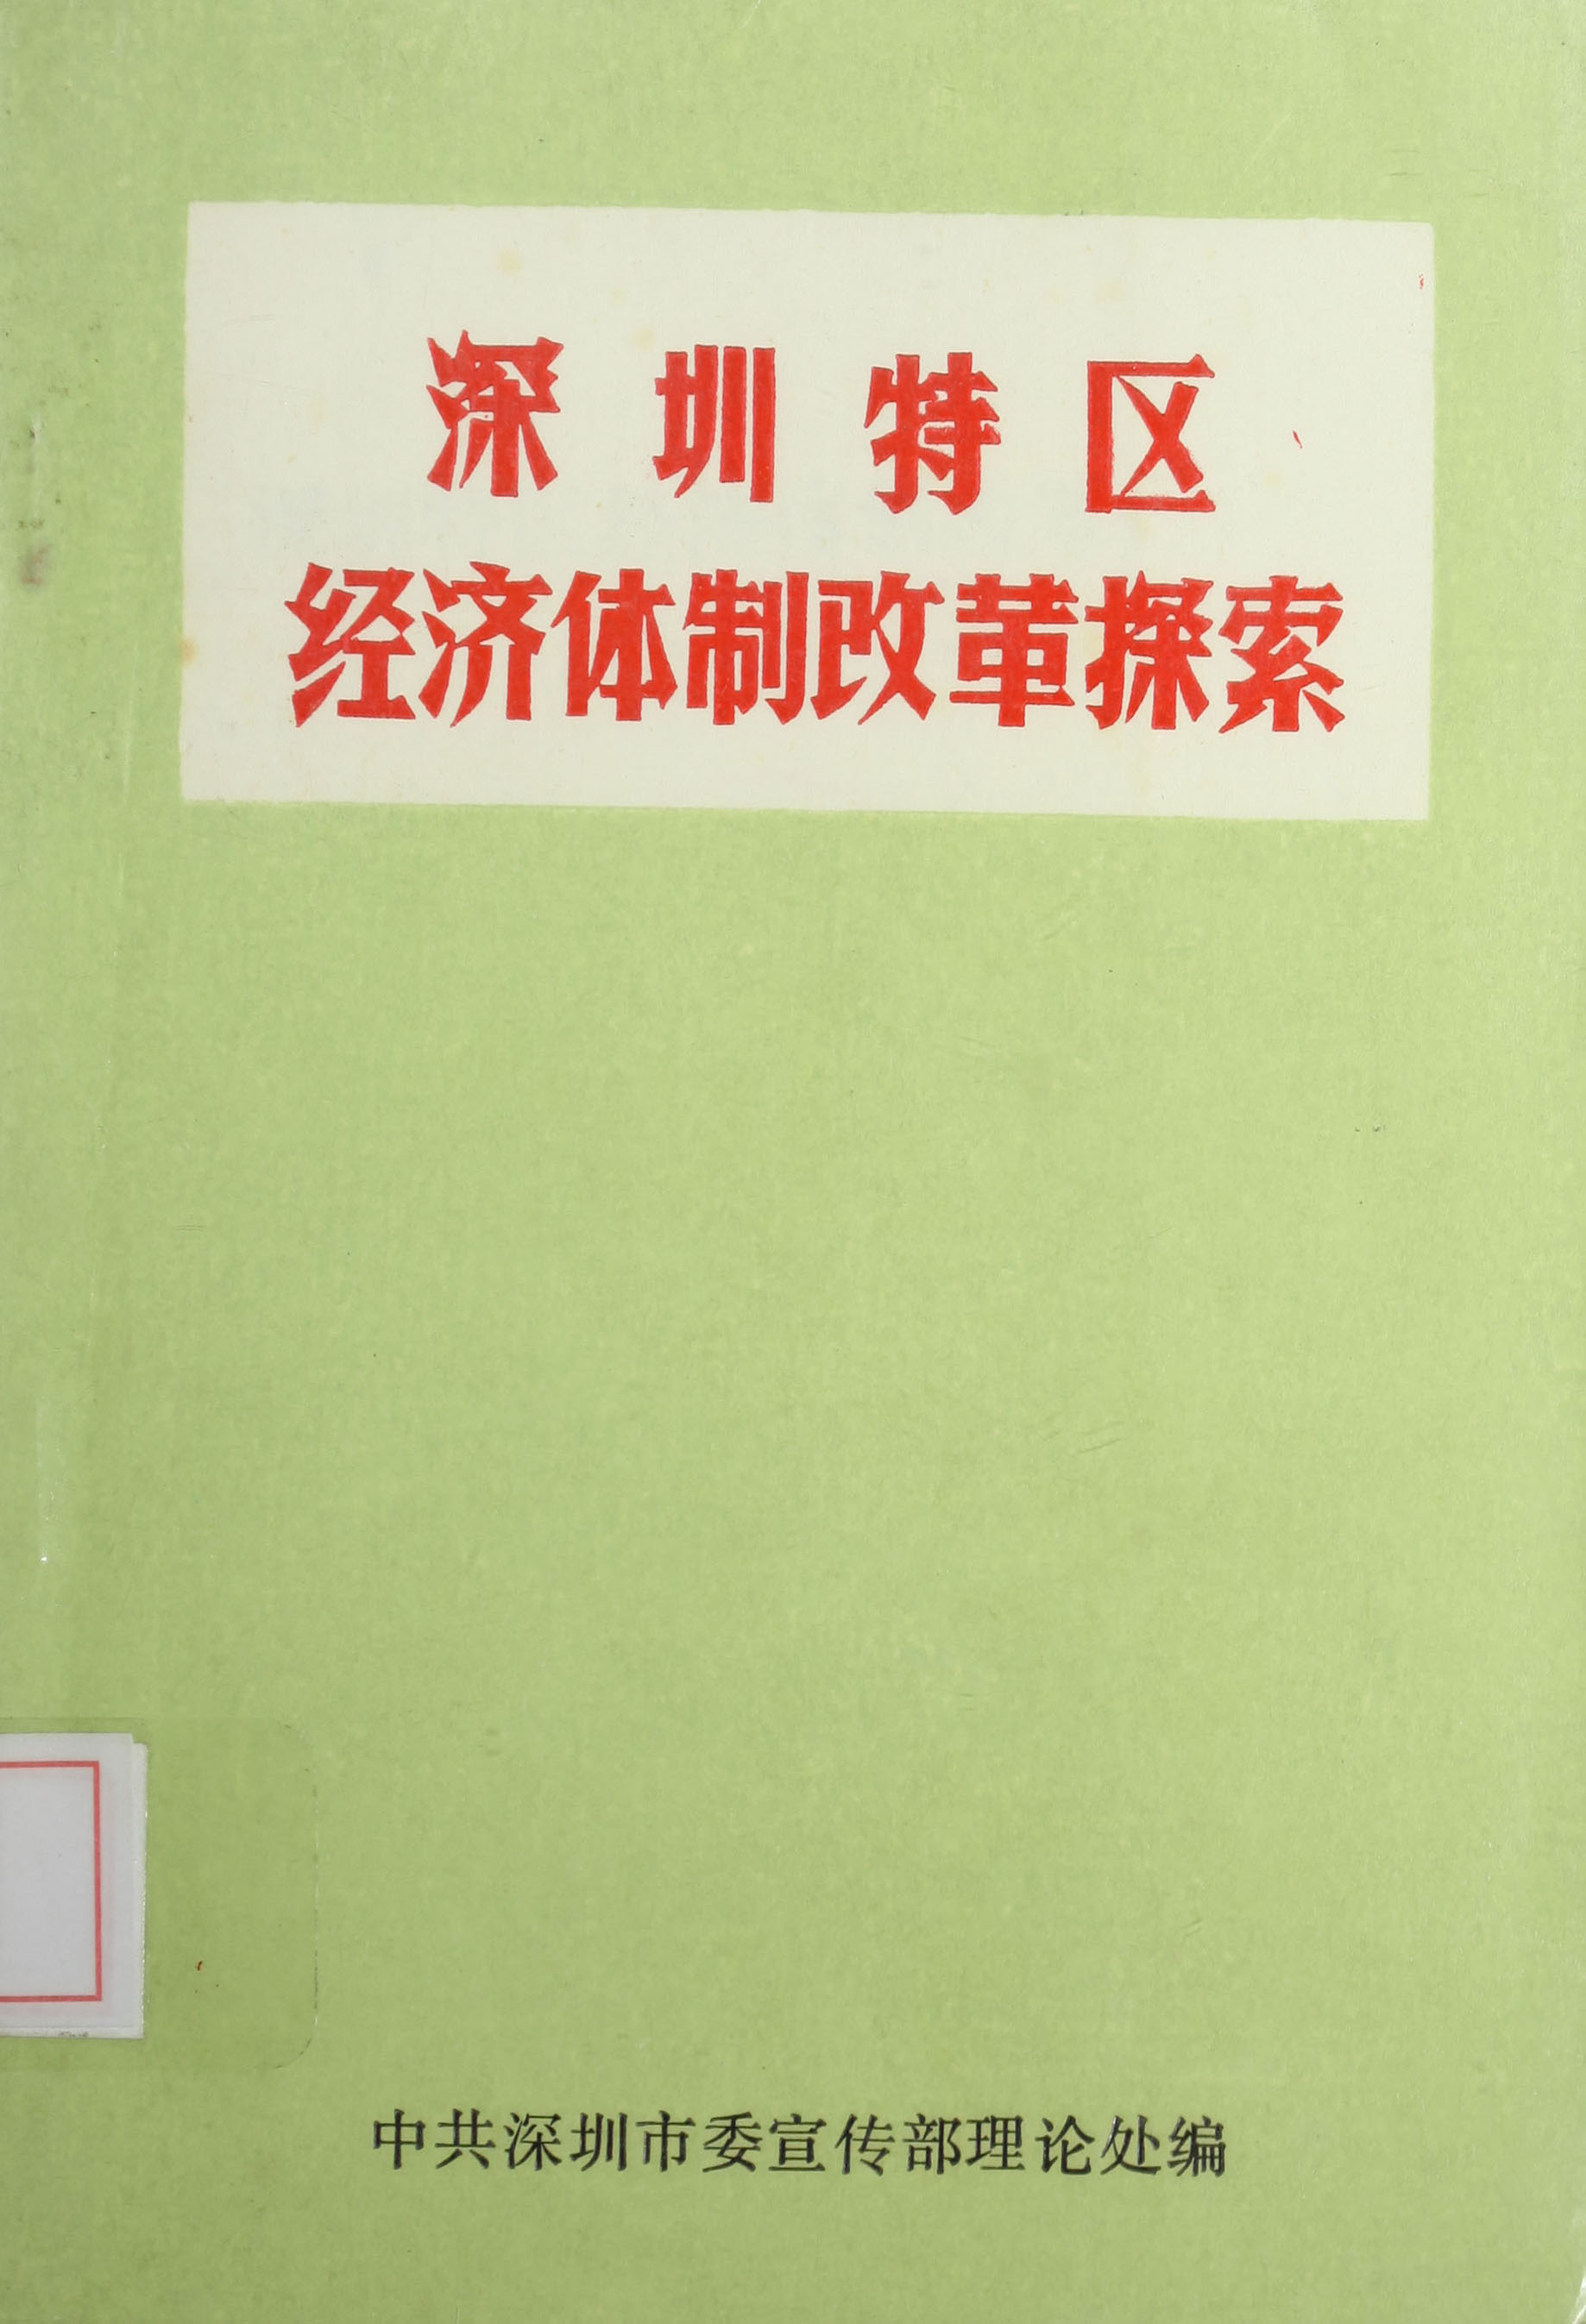 深圳特区
经济体制改革探索
中共深圳市委宣传部理论处编